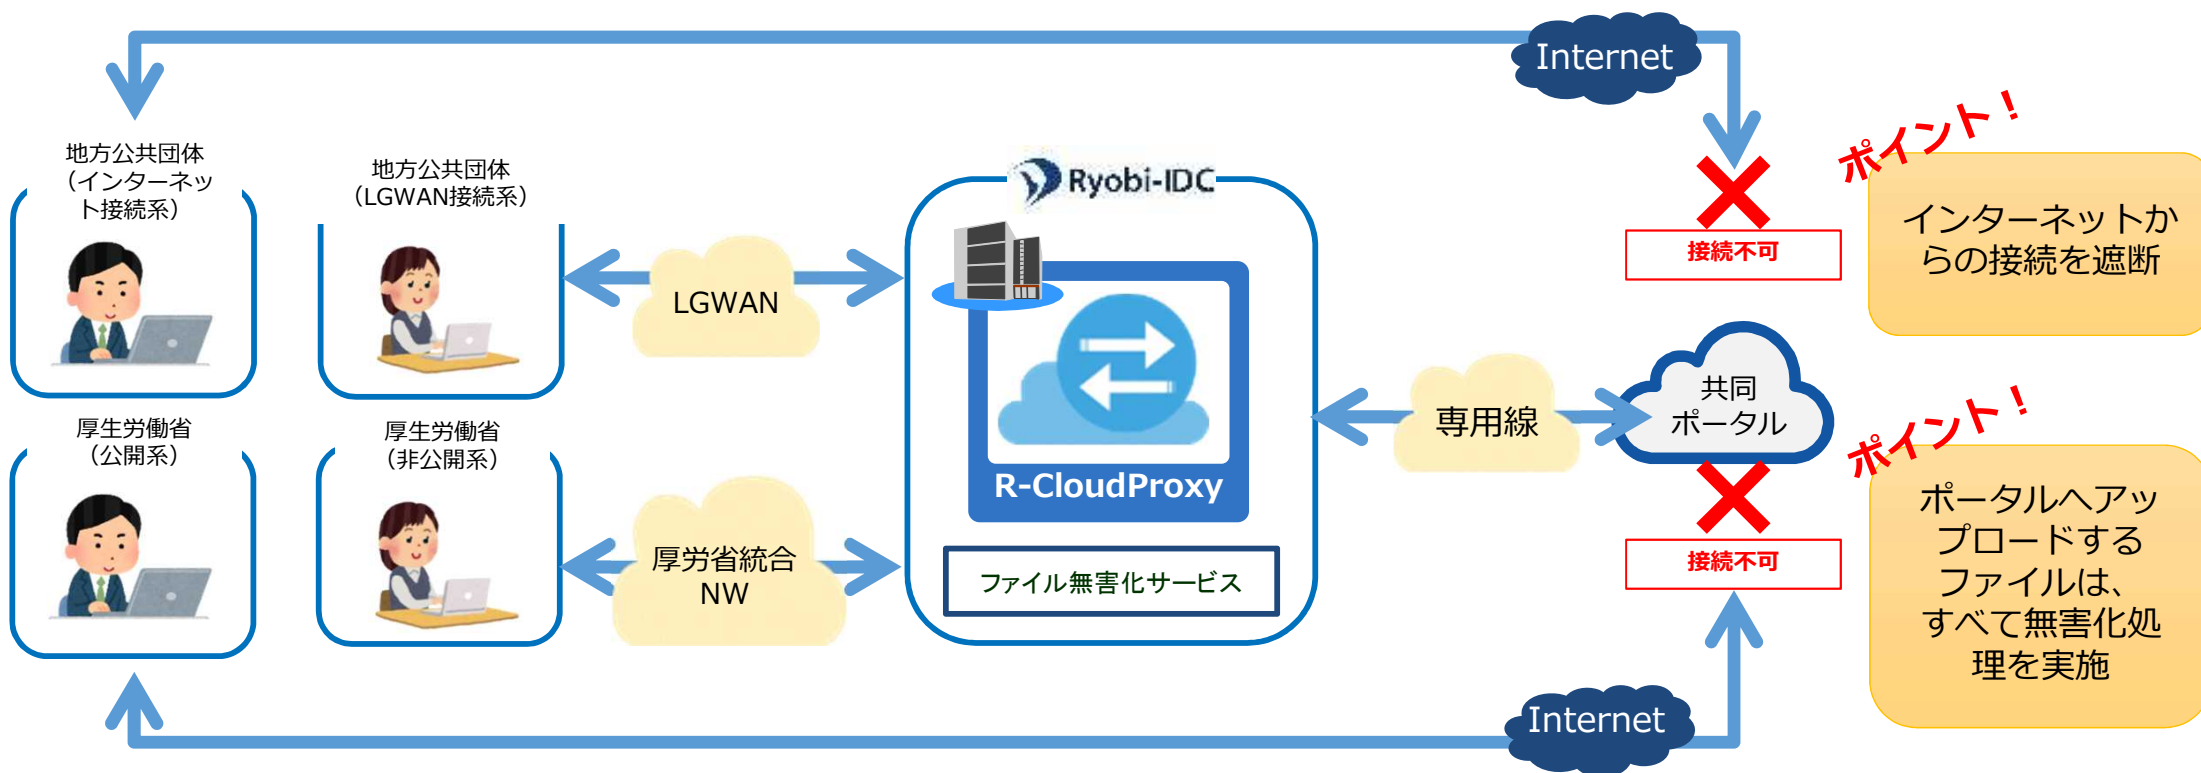 Internet
地方公共団体
（インターネッ
ト接続系）
地方公共団体
（LGWAN接続系）
LGWAN
Ryobi-IDC
R-CloudProxy
ファイル無害化サービス
厚生労働省
（公開系）
厚生労働省
（非公開系）
厚労省統合
NW
専用線
共同
ポータル
接続不可
ポイント！
インターネットか
らの接続を遮断
接続不可
ポイント！
ポータルへアッ
プロードする
ファイルは、
すべて無害化処
理を実施
Internet